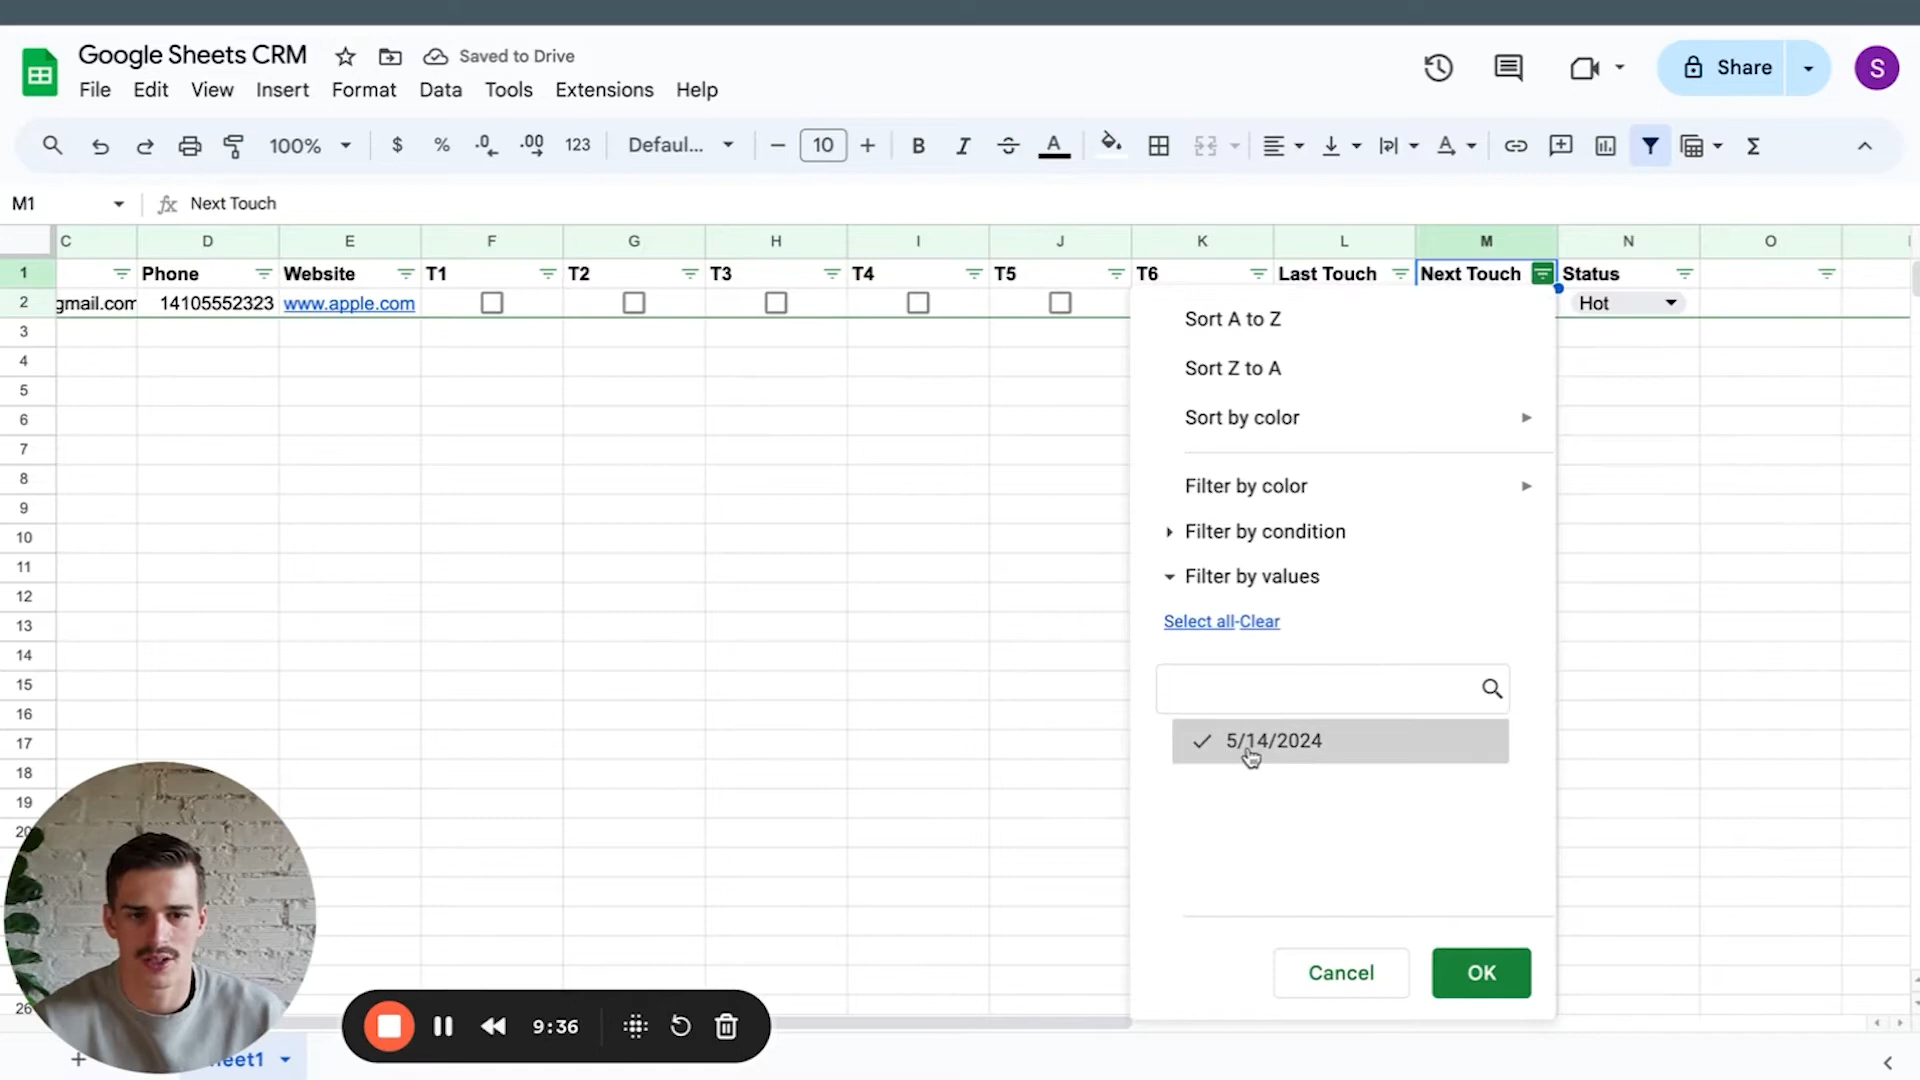 Google Sheets CRM Saved to Drive
File Edit View Insert Format Data Tools Extensions Help
Share
S
100% $ % .0 .00 123 Defaul... 10 B I S A A Σ
M1 fx Next Touch
C D E F G H I J K L M N O
1 Phone Website T1 T2 T3 T4 T5 T6 Last Touch Next Touch Status
2 gmail.com 14105552323 www.apple.com Hot
3
4
5
6
7
8
9
10
11
12
13
14
15
16
17
18
19
20
26
Sort A to Z
Sort Z to A
Sort by color
Filter by color
Filter by condition
Filter by values
Select all-Clear
5/14/2024
Cancel OK
9:36
+ heet1